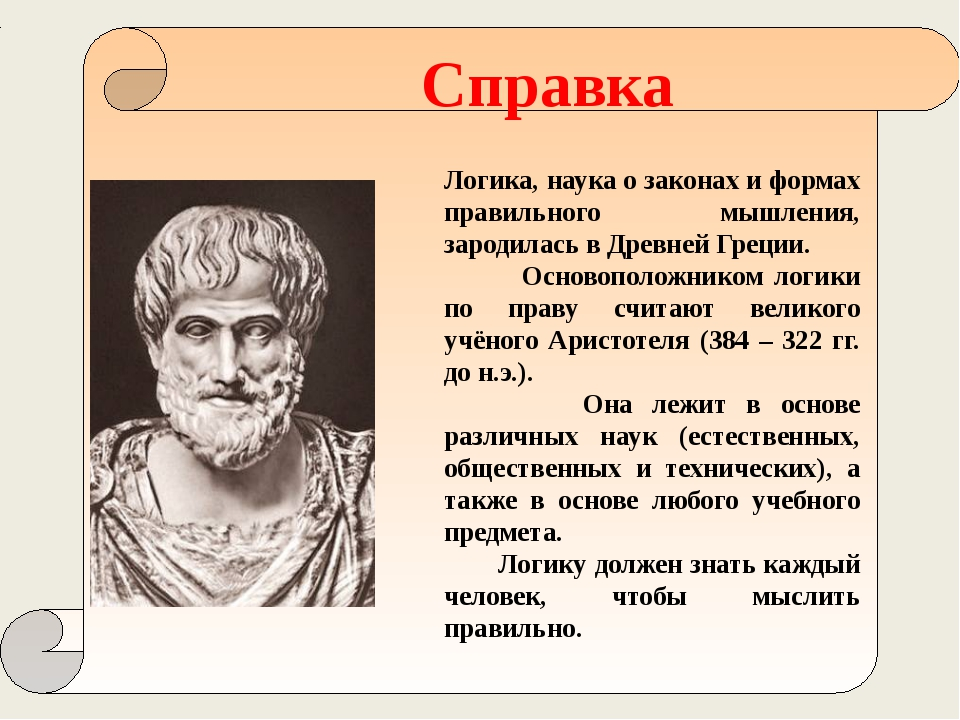 Справка
Логика, наука о законах и формах
правильного мышления,
зародилась в Древней Греции.
Основоположником логики
по праву считают великого
учёного Аристотеля (384 – 322 гг.
до н.э.).
Она лежит в основе
различных наук (естественных,
общественных и технических), а
также в основе любого учебного
предмета.
Логику должен знать каждый
человек, чтобы мыслить
правильно.